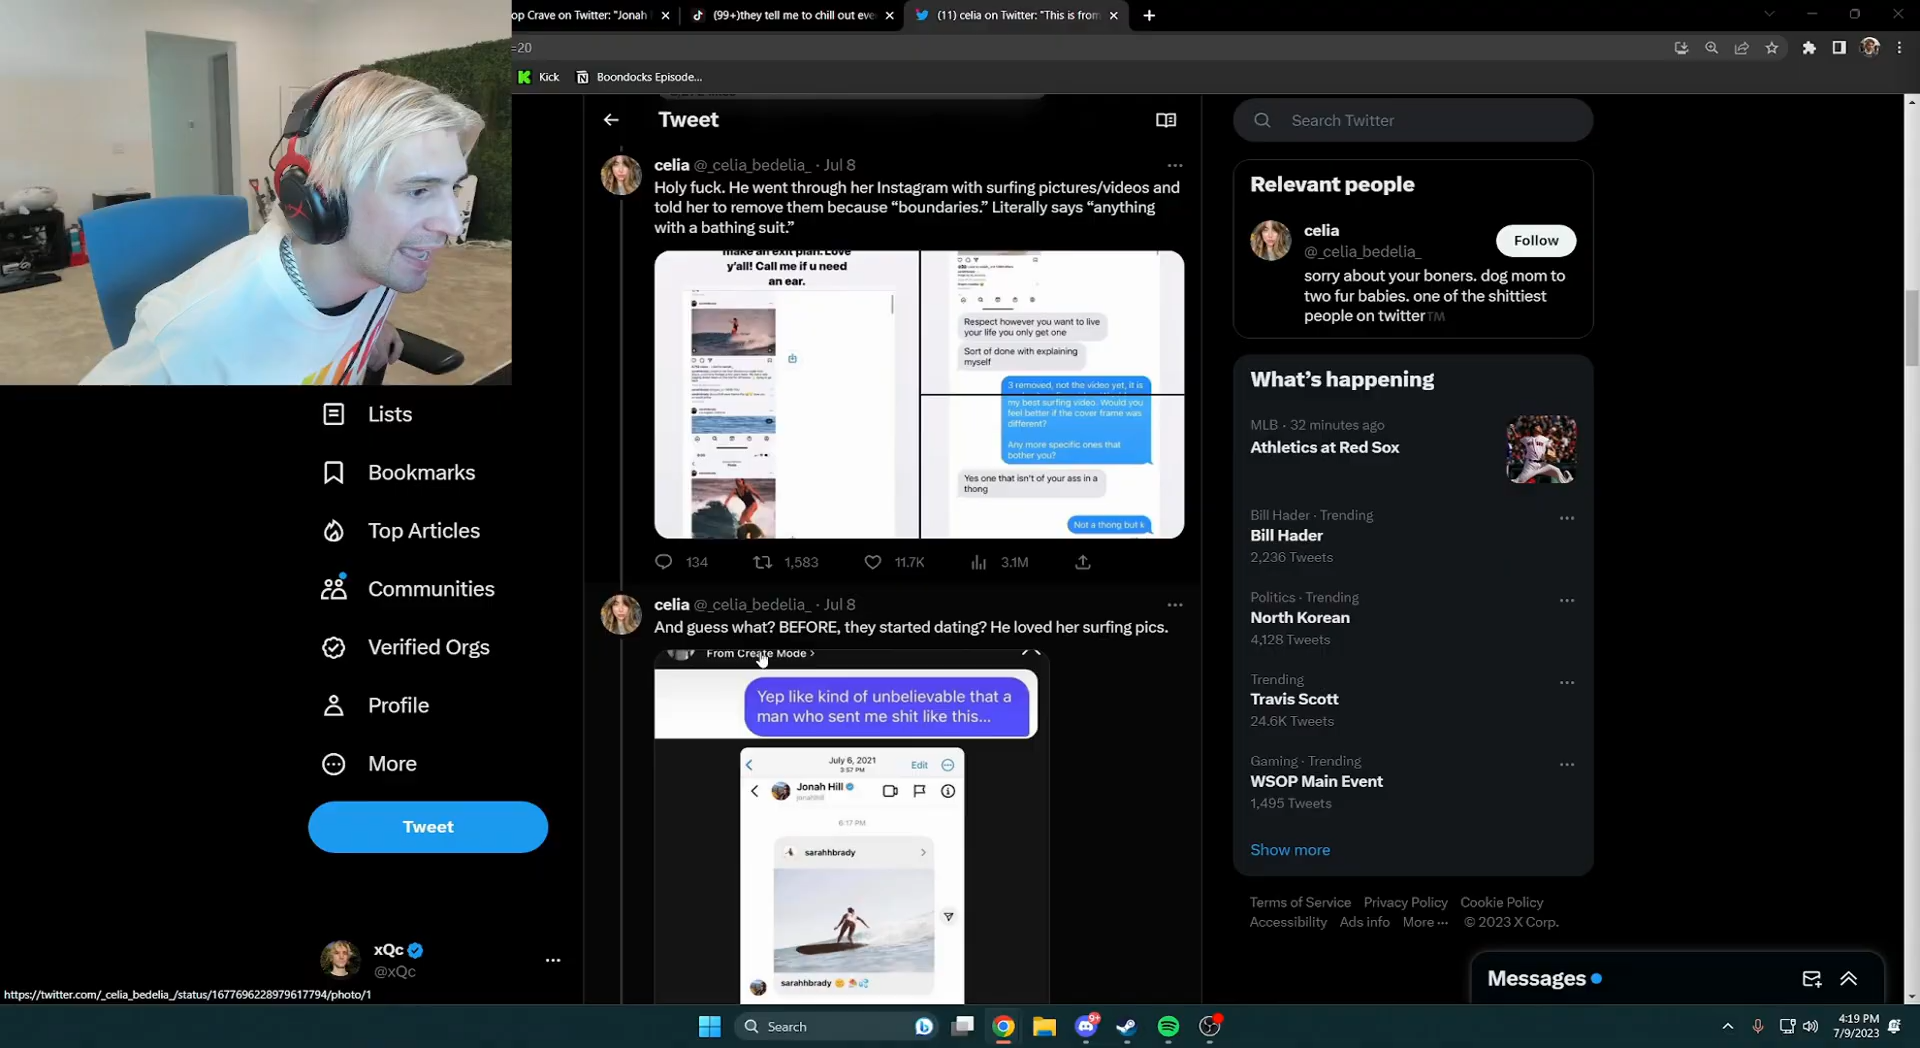 op Crave on Twitter: "Jonah
(99+)they tell me to chill out eve
(11) celia on Twitter: "This is from
=20
Kick
Boondocks Episode...
Tweet
Search Twitter
celia @_celia_bedelia_ · Jul 8
Holy fuck. He went through her Instagram with surfing pictures/videos and
told her to remove them because “boundaries.” Literally says “anything
with a bathing suit.”
make an exit plan. Love
y'all! Call me if u need
an ear.
Respect however you want to live
your life you only get one
Sort of done with explaining
myself
3 removed, not the video yet, it is
my best surfing video. Would you
feel better if the cover frame was
different?
Any more specific ones that
bother you?
Yes one that isn't of your ass in a
thong
Not a thong but k
134
1,583
11.7K
3.1M
celia @_celia_bedelia_ · Jul 8
And guess what? BEFORE, they started dating? He loved her surfing pics.
From Create Mode >
Yep like kind of unbelievable that a
man who sent me shit like this...
July 6, 2021
3:57 PM
Edit
Jonah Hill
jonahhill
6:17 PM
sarahhbrady
sarahhbrady
Relevant people
celia
@_celia_bedelia_
Follow
sorry about your boners. dog mom to
two fur babies. one of the shittiest
people on twitter™
What’s happening
MLB · 32 minutes ago
Athletics at Red Sox
Bill Hader · Trending
Bill Hader
2,236 Tweets
Politics · Trending
North Korean
4,128 Tweets
Trending
Travis Scott
24.6K Tweets
Gaming · Trending
WSOP Main Event
1,495 Tweets
Show more
Terms of Service Privacy Policy Cookie Policy
Accessibility Ads info More ··· © 2023 X Corp.
Messages
Lists
Bookmarks
Top Articles
Communities
Verified Orgs
Profile
More
Tweet
xQc
@xQc
https://twitter.com/_celia_bedelia_/status/1677696228979617794/photo/1
Search
9+
4:19 PM
7/9/2023